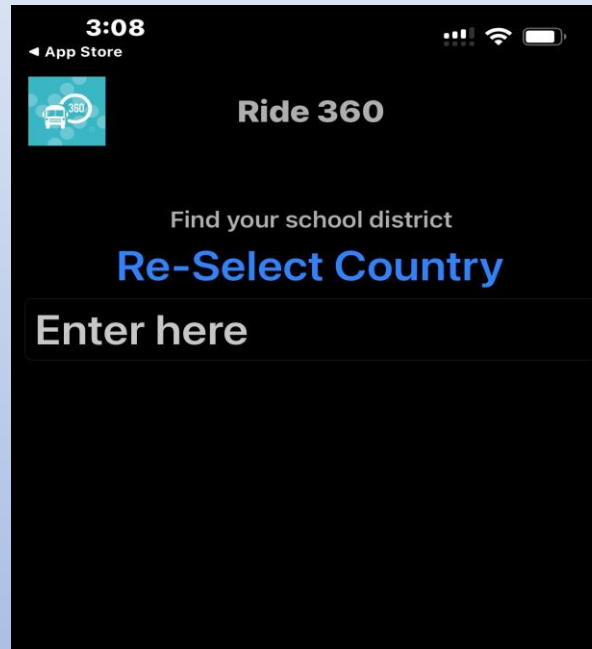 3:08
◄ App Store
360
Ride 360
Find your school district
Re-Select Country
Enter here